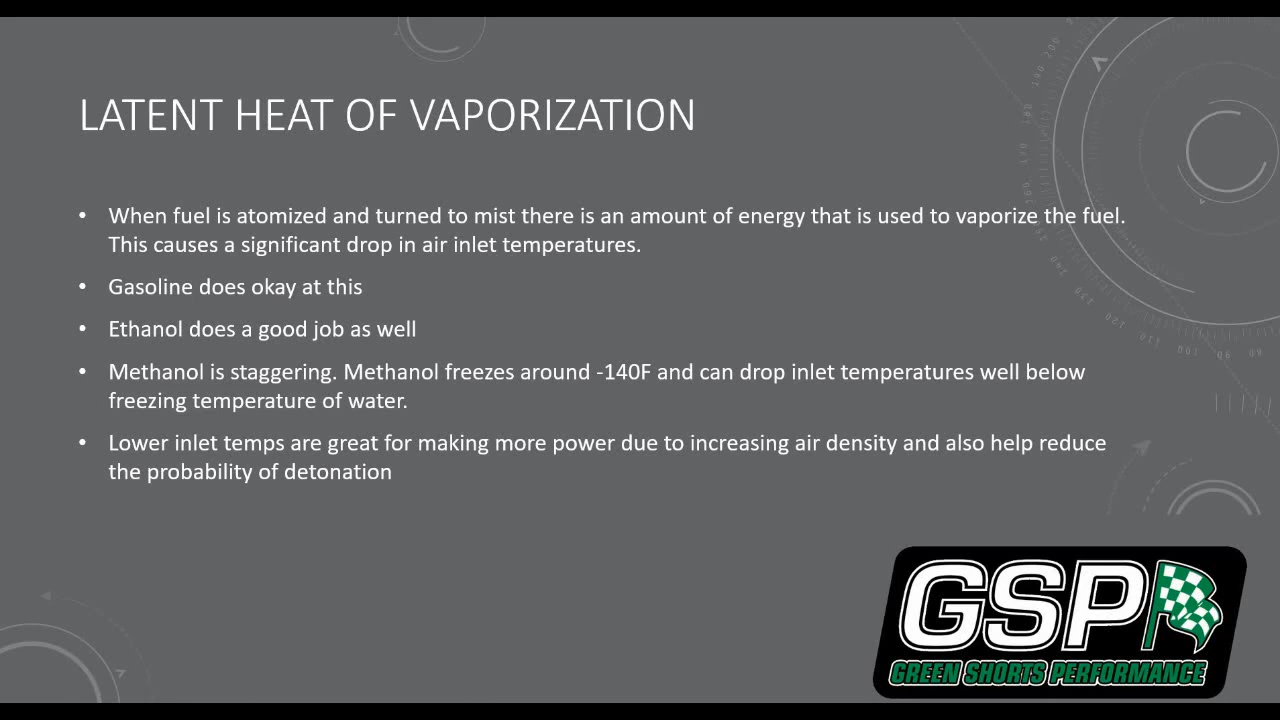 LATENT HEAT OF VAPORIZATION
• When fuel is atomized and turned to mist there is an amount of energy that is used to vaporize the fuel.
This causes a significant drop in air inlet temperatures.
• Gasoline does okay at this
• Ethanol does a good job as well
• Methanol is staggering. Methanol freezes around -140F and can drop inlet temperatures well below
freezing temperature of water.
• Lower inlet temps are great for making more power due to increasing air density and also help reduce
the probability of detonation
GSP
GREEN SHORTS PERFORMANCE